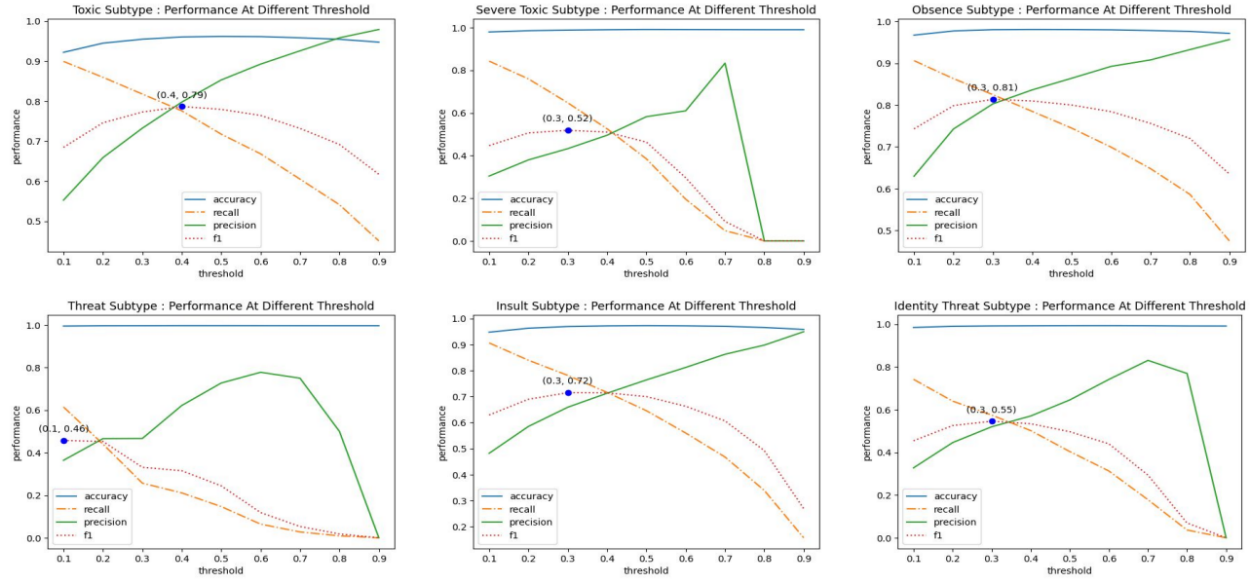 Toxic Subtype : Performance At Different Threshold
1.0
0.9
0.8
0.7
0.6
0.5
performance
(0.4, 0.79)
accuracy
recall
precision
f1
0.1 0.2 0.3 0.4 0.5 0.6 0.7 0.8 0.9
threshold
Severe Toxic Subtype : Performance At Different Threshold
1.0
0.8
0.6
0.4
0.2
0.0
performance
(0.3, 0.52)
accuracy
recall
precision
f1
0.1 0.2 0.3 0.4 0.5 0.6 0.7 0.8 0.9
threshold
Obsence Subtype : Performance At Different Threshold
1.0
0.9
0.8
0.7
0.6
0.5
performance
(0.3, 0.81)
accuracy
recall
precision
f1
0.1 0.2 0.3 0.4 0.5 0.6 0.7 0.8 0.9
threshold
Threat Subtype : Performance At Different Threshold
1.0
0.8
0.6
0.4
0.2
0.0
performance
(0.1, 0.46)
accuracy
recall
precision
f1
0.1 0.2 0.3 0.4 0.5 0.6 0.7 0.8 0.9
threshold
Insult Subtype : Performance At Different Threshold
1.0
0.9
0.8
0.7
0.6
0.5
0.4
0.3
0.2
performance
(0.3, 0.72)
accuracy
recall
precision
f1
0.1 0.2 0.3 0.4 0.5 0.6 0.7 0.8 0.9
threshold
Identity Threat Subtype : Performance At Different Threshold
1.0
0.8
0.6
0.4
0.2
0.0
performance
(0.3, 0.55)
accuracy
recall
precision
f1
0.1 0.2 0.3 0.4 0.5 0.6 0.7 0.8 0.9
threshold